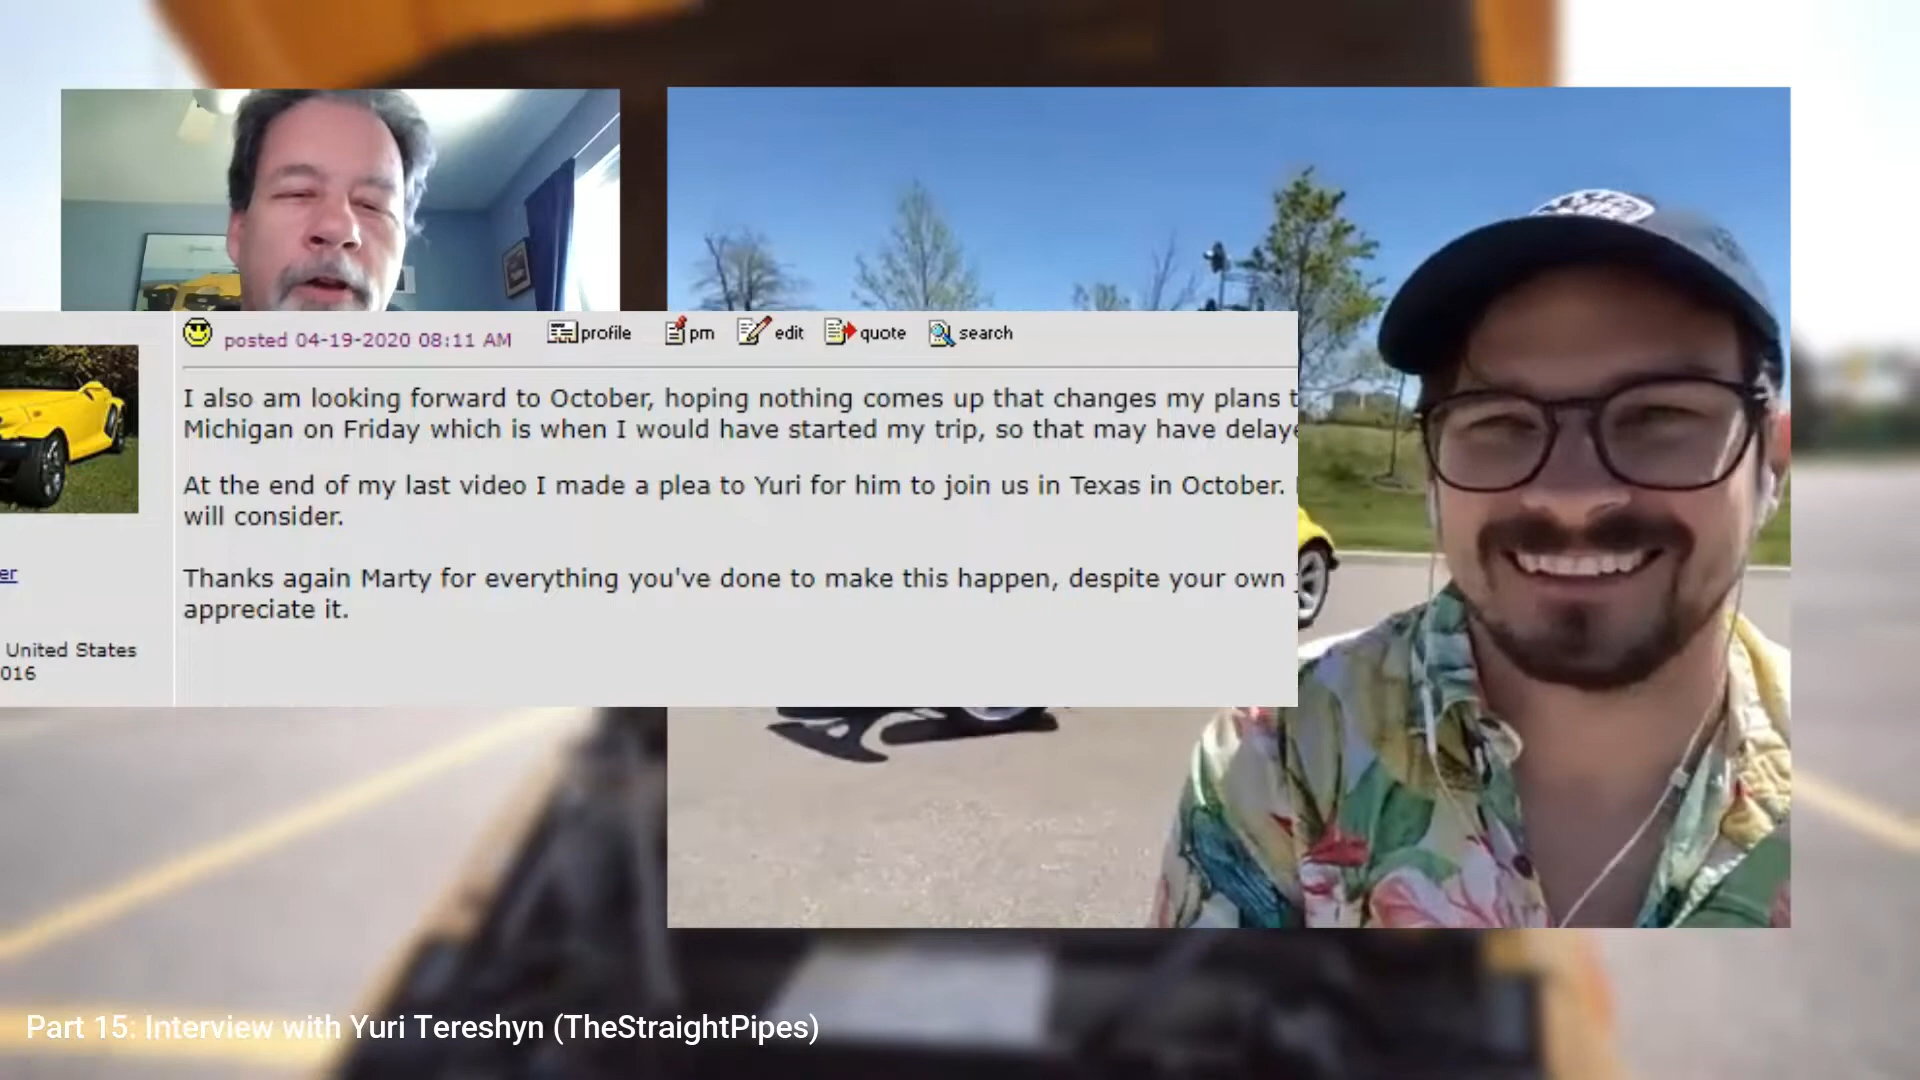 posted 04-19-2020 08:11 AM profile pm edit quote search
I also am looking forward to October, hoping nothing comes up that changes my plans
Michigan on Friday which is when I would have started my trip, so that may have
At the end of my last video I made a plea to Yuri for him to join us in Texas in October.
will consider.
Thanks again Marty for everything you've done to make this happen, despite your own
appreciate it.
er
United States
016
Part 15: Interview with Yuri Tereshyn (TheStraightPipes)